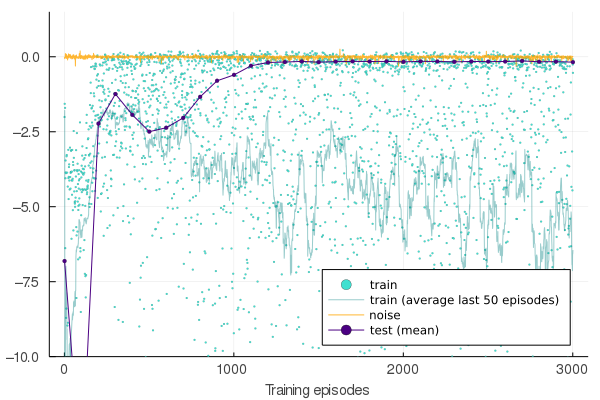 0.0
−2.5
−5.0
−7.5
−10.0
train
train (average last 50 episodes)
noise
test (mean)
0 1000 2000 3000
Training episodes